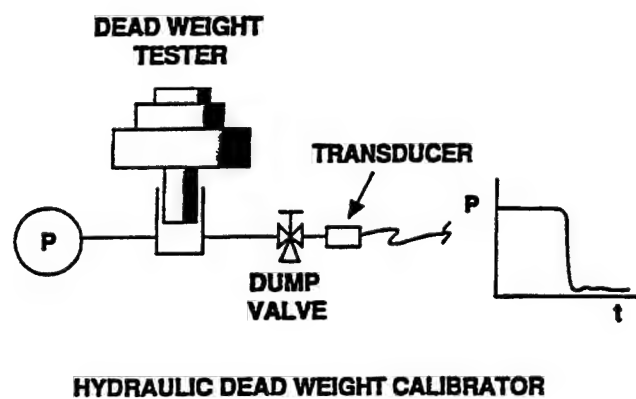 DEAD WEIGHT
TESTER
TRANSDUCER
P
P
DUMP
VALVE
t
HYDRAULIC DEAD WEIGHT CALIBRATOR